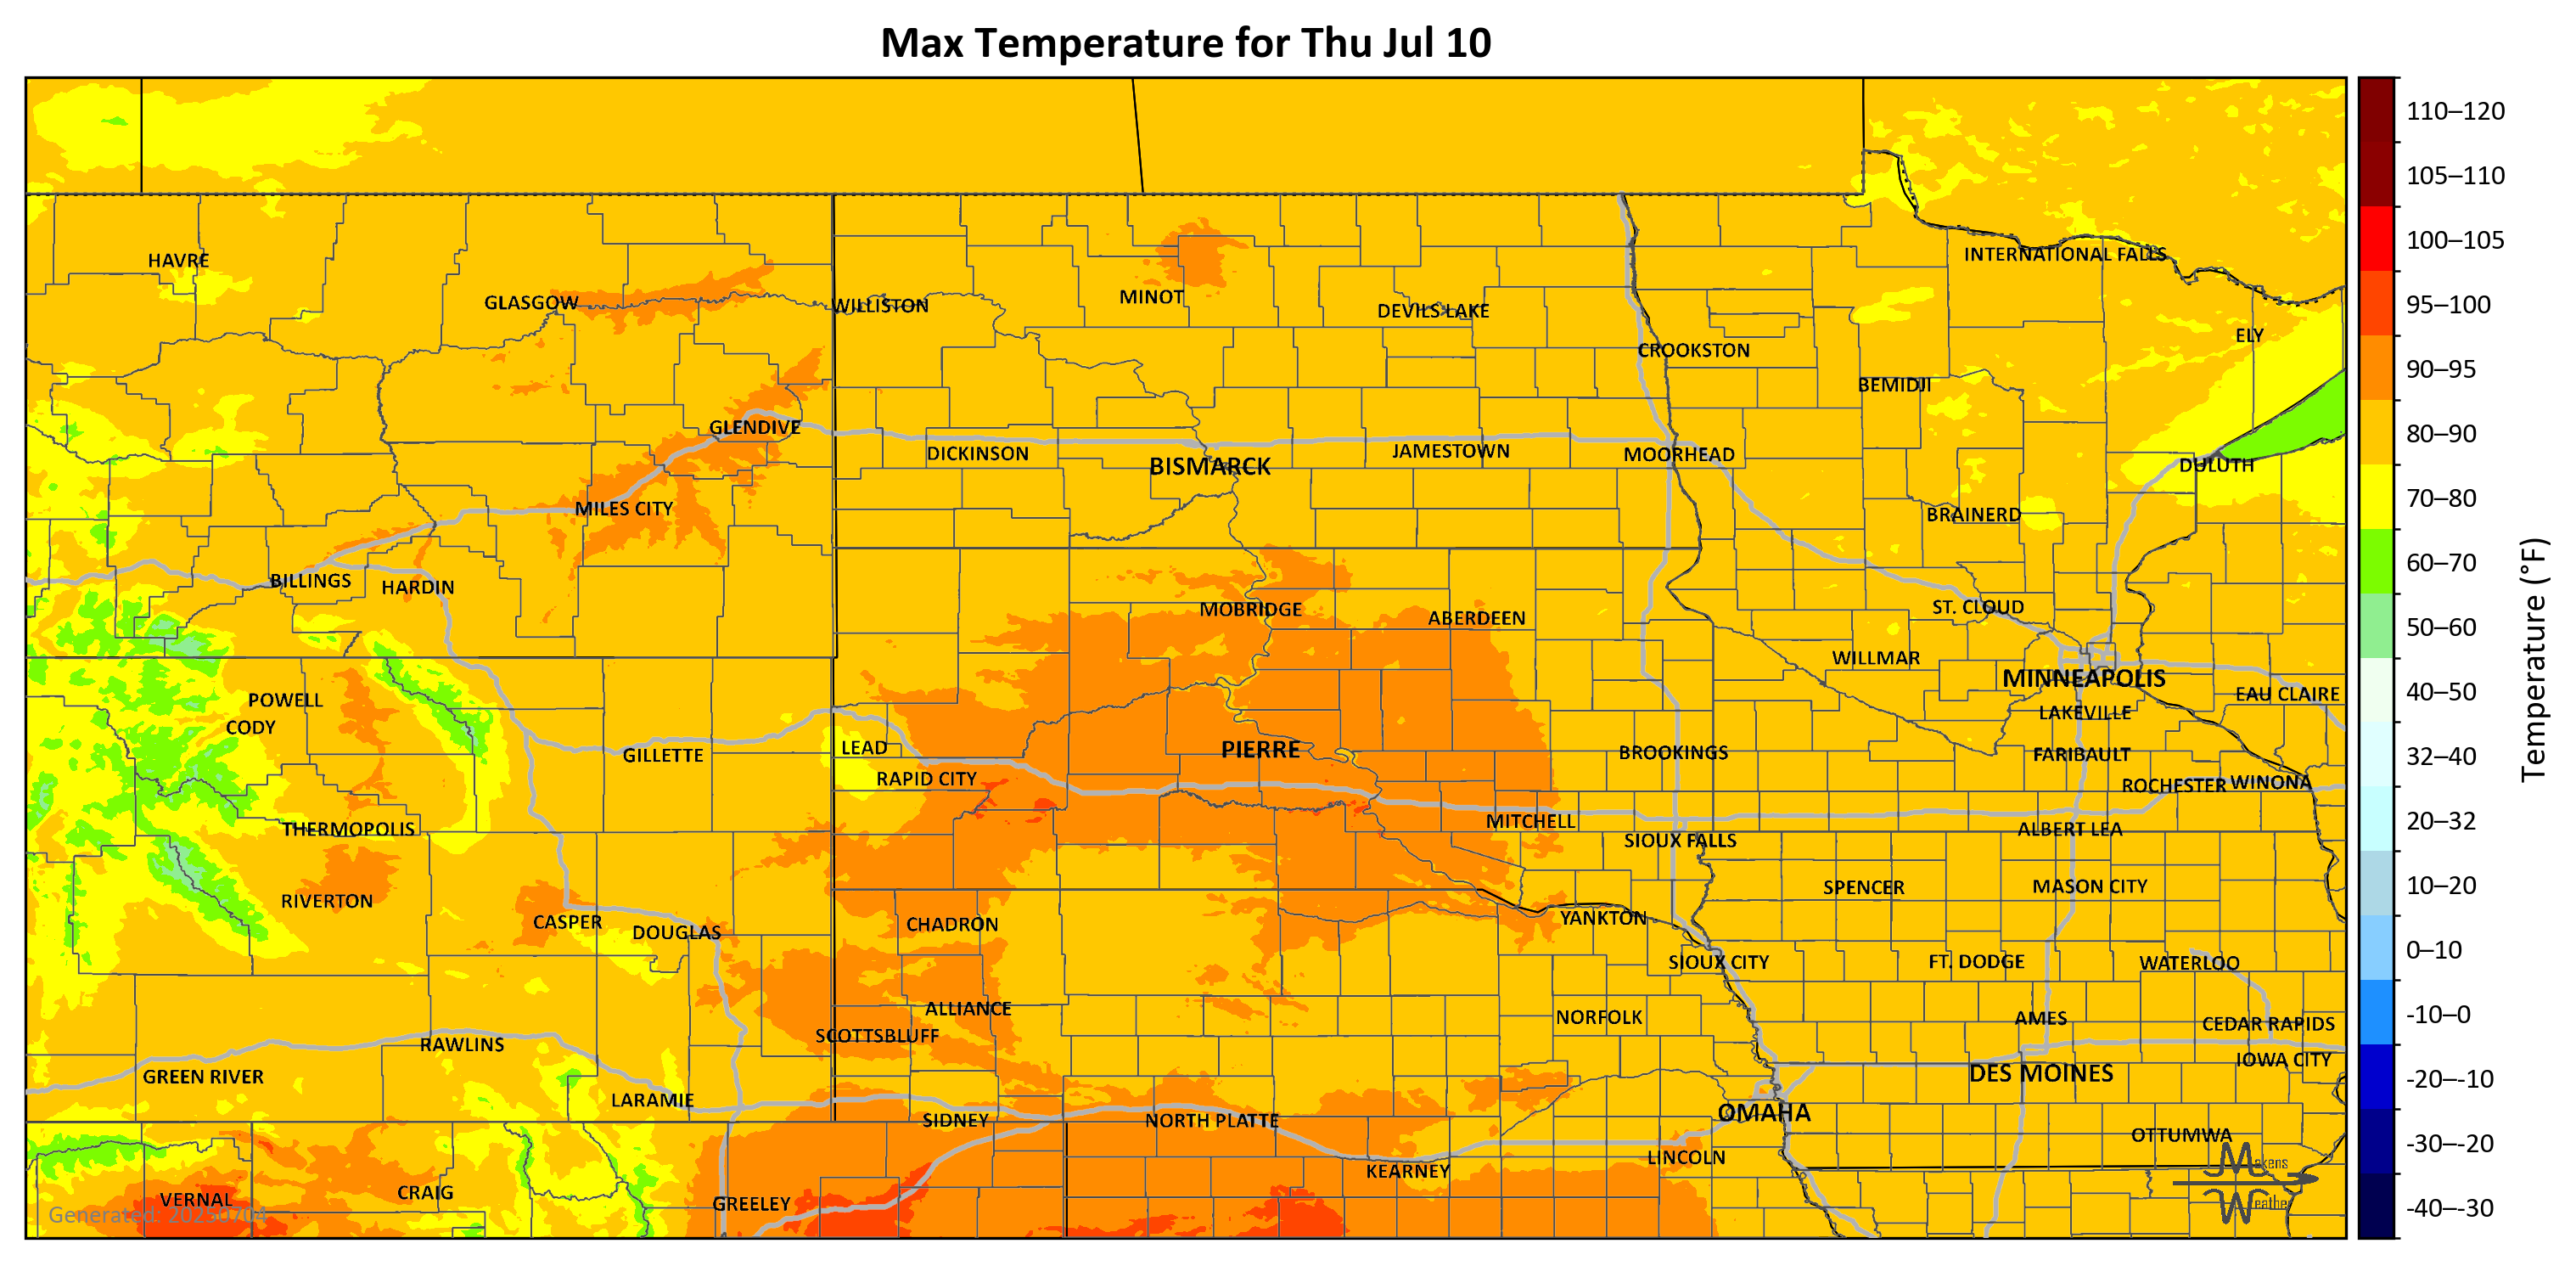 Max Temperature for Thu Jul 10
110–120
105–110
100–105
95–100
90–95
80–90
70–80
60–70
50–60
40–50
32–40
20–32
10–20
0–10
-10–0
-20–-10
-30–-20
-40–-30
Temperature (°F)
HAVRE
GLASGOW
WILLISTON
MINOT
DEVILS LAKE
INTERNATIONAL FALLS
CROOKSTON
ELY
BEMIDJI
GLENDIVE
DICKINSON
BISMARCK
JAMESTOWN
MOORHEAD
DULUTH
MILES CITY
BRAINERD
BILLINGS
HARDIN
MOBRIDGE
ABERDEEN
ST. CLOUD
WILLMAR
MINNEAPOLIS
POWELL
CODY
EAU CLAIRE
LAKEVILLE
GILLETTE
LEAD
PIERRE
BROOKINGS
FARIBAULT
RAPID CITY
ROCHESTER
WINONA
THERMOPOLIS
MITCHELL
SIOUX FALLS
ALBERT LEA
RIVERTON
SPENCER
MASON CITY
CASPER
DOUGLAS
CHADRON
YANKTON
SIOUX CITY
FT. DODGE
WATERLOO
ALLIANCE
NORFOLK
AMES
CEDAR RAPIDS
SCOTTSBLUFF
RAWLINS
IOWA CITY
GREEN RIVER
DES MOINES
LARAMIE
SIDNEY
NORTH PLATTE
OMAHA
OTTUMWA
KEARNEY
LINCOLN
VERNAL
CRAIG
GREELEY
Generated: 20250704
Makens
Weather